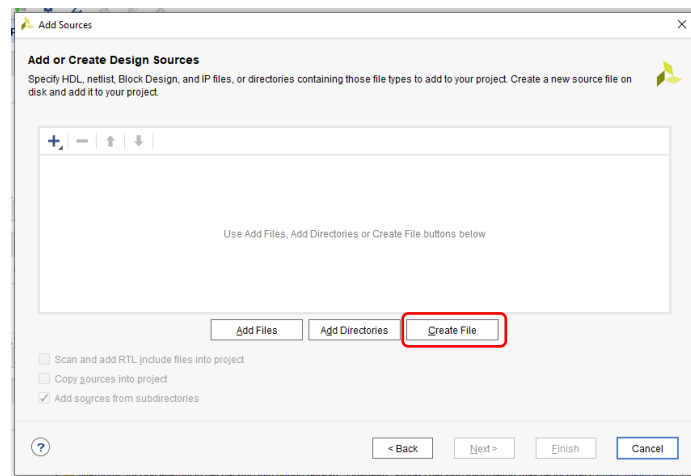 Add Sources
Add or Create Design Sources
Specify HDL, netlist, Block Design, and IP files, or directories containing those file types to add to your project. Create a new source file on
disk and add it to your project.
Use Add Files, Add Directories or Create File buttons below
Add Files
Add Directories
Create File
Scan and add RTL include files into project
Copy sources into project
Add sources from subdirectories
?
< Back
Next >
Finish
Cancel